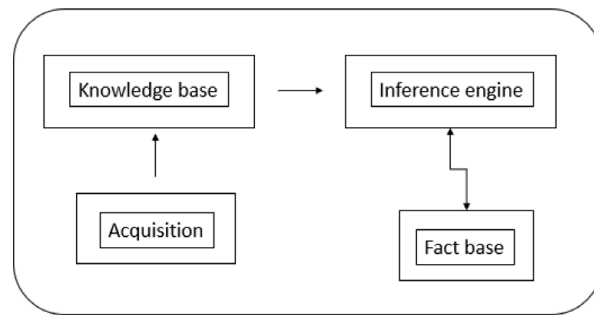 Knowledge base
Inference engine
Acquisition
Fact base